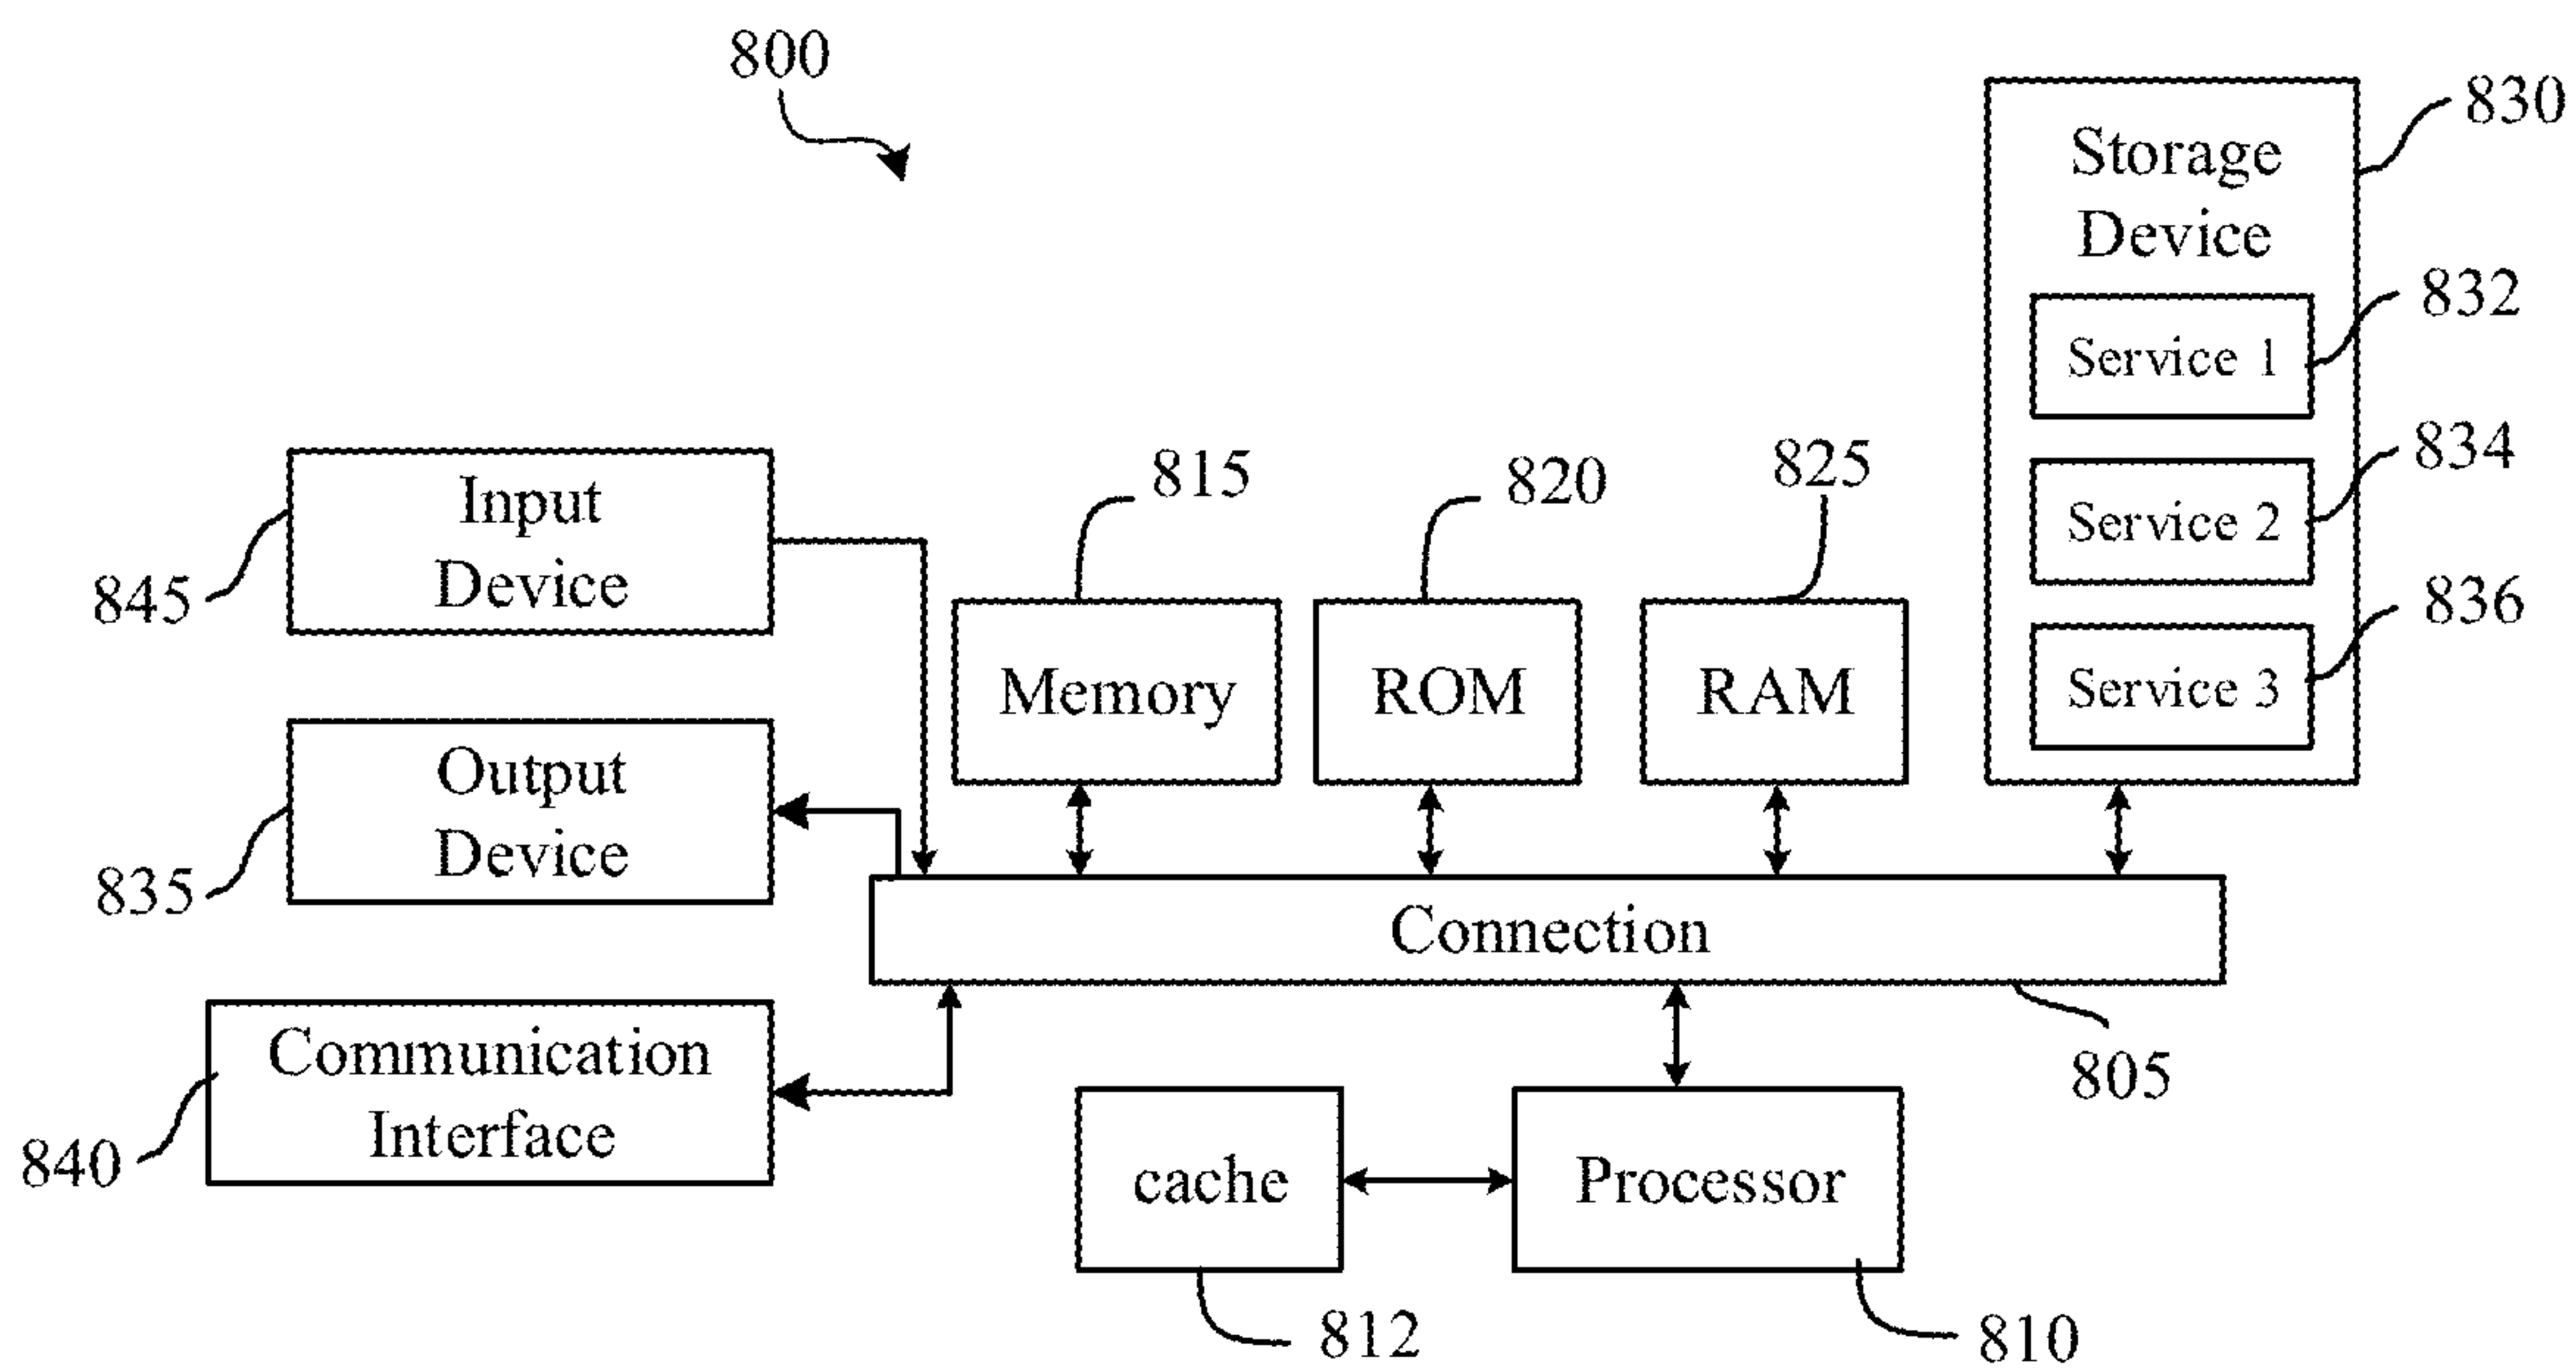 800
830
Storage
Device
832
Service 1
834
Service 2
836
Service 3
845
Input
Device
815
Memory
820
ROM
825
RAM
835
Output
Device
Connection
805
840
Communication
Interface
cache
812
Processor
810